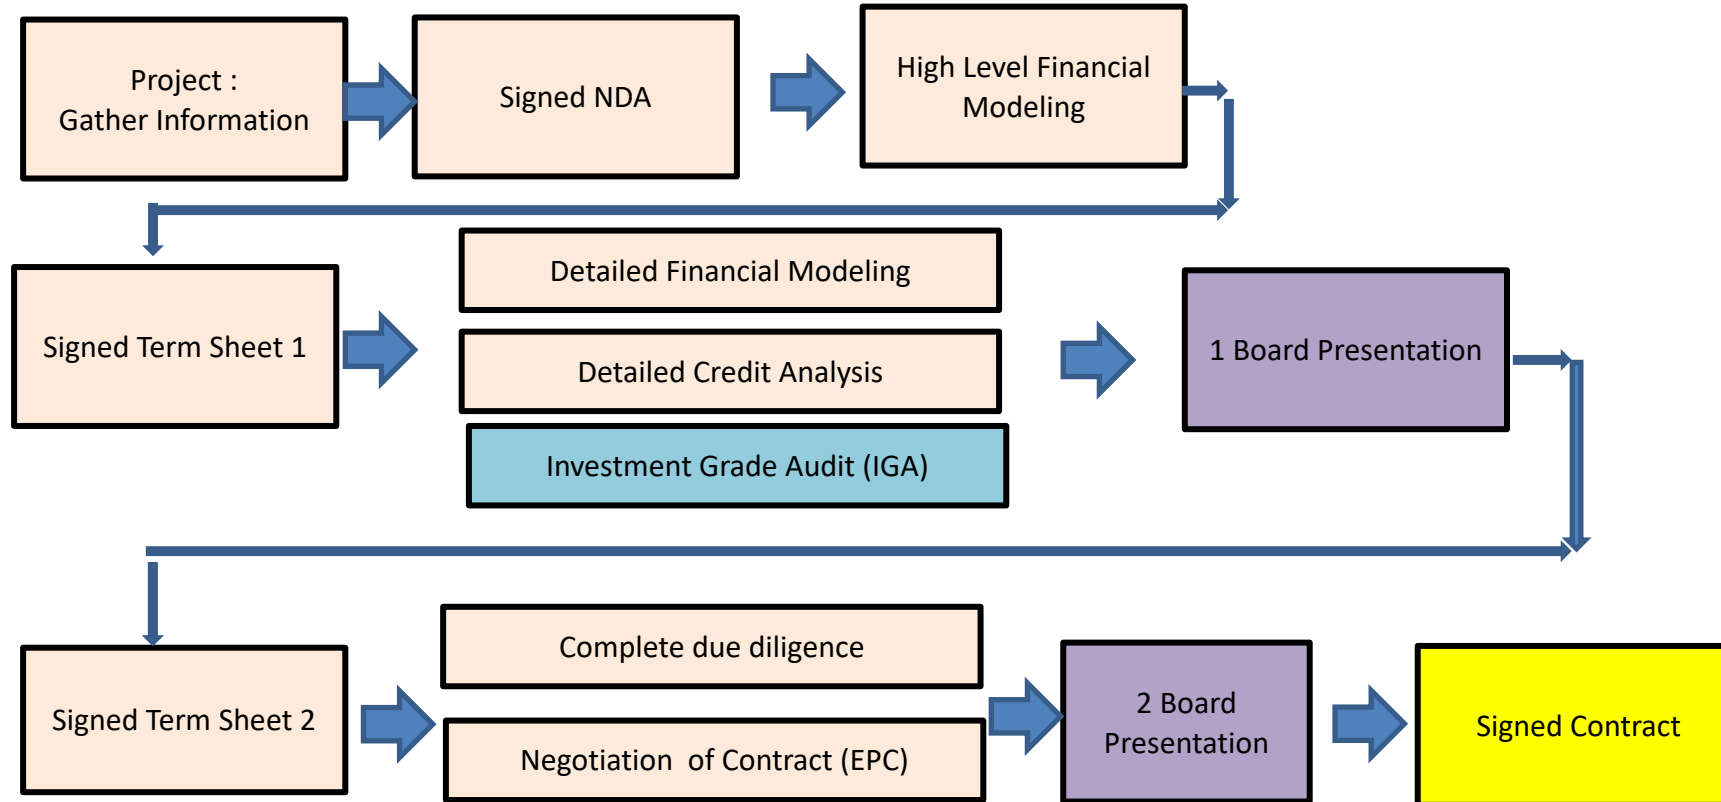 Project :
Gather Information
Signed NDA
High Level Financial
Modeling
Signed Term Sheet 1
Detailed Financial Modeling
Detailed Credit Analysis
Investment Grade Audit (IGA)
1 Board Presentation
Signed Term Sheet 2
Complete due diligence
Negotiation  of Contract (EPC)
2 Board
Presentation
Signed Contract